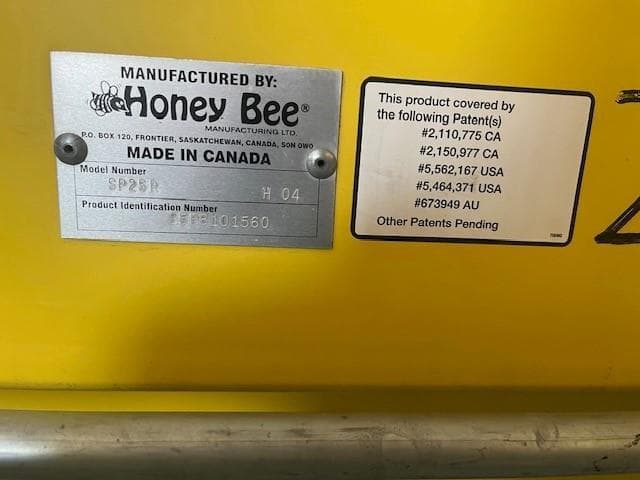 MANUFACTURED BY:
Honey Bee®
MANUFACTURING LTD.
P.O. BOX 120, FRONTIER, SASKATCHEWAN, CANADA, S0N 0W0
MADE IN CANADA
Model Number
H 04
Product Identification Number
This product covered by
the following Patent(s)
#2,110,775 CA
#2,150,977 CA
#5,562,167 USA
#5,464,371 USA
#673949 AU
Other Patents Pending